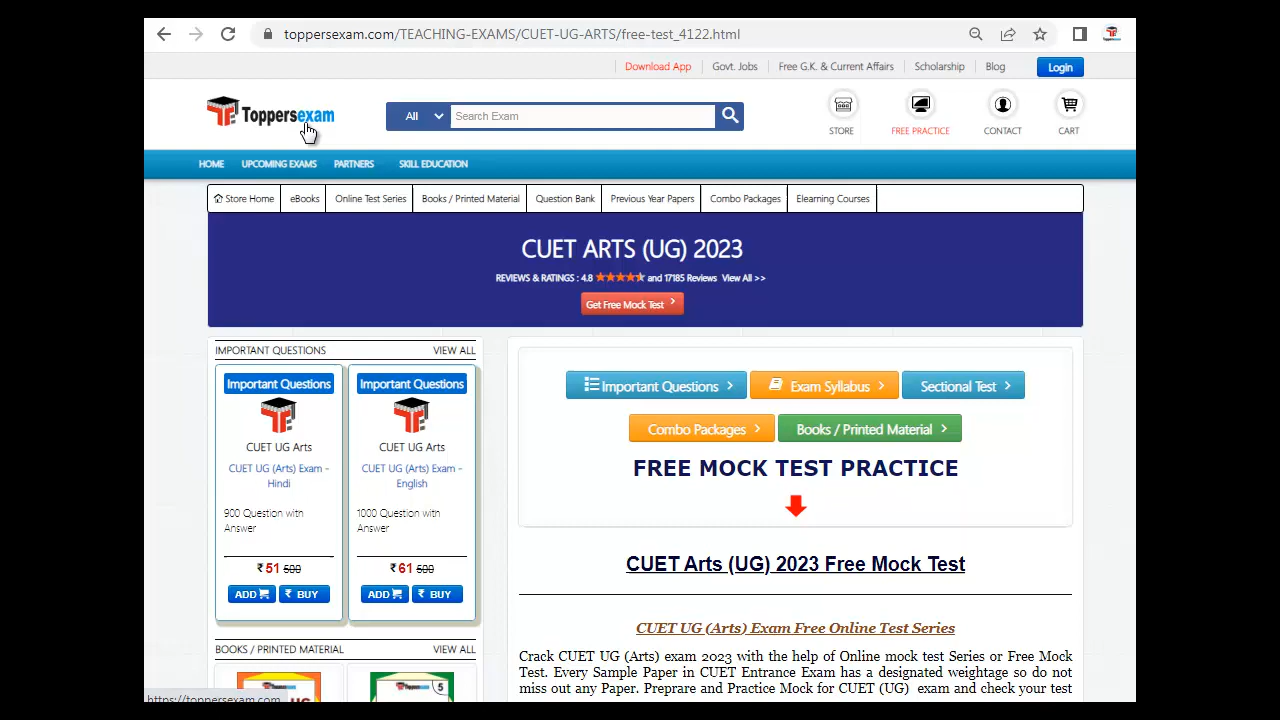 toppersexam.com/TEACHING-EXAMS/CUET-UG-ARTS/free-test_4122.html
Download App Govt. Jobs Free G.K. & Current Affairs Scholarship Blog Login
Toppersexam All Search Exam
STORE FREE PRACTICE CONTACT CART
HOME UPCOMING EXAMS PARTNERS SKILL EDUCATION
Store Home eBooks Online Test Series Books / Printed Material Question Bank Previous Year Papers Combo Packages Elearning Courses
CUET ARTS (UG) 2023
REVIEWS & RATINGS : 4.8 and 17185 Reviews View All >>
Get Free Mock Test
IMPORTANT QUESTIONS VIEW ALL
Important Questions
CUET UG Arts
CUET UG (Arts) Exam -
Hindi
900 Question with
Answer
₹ 51 500
ADD ₹ BUY
Important Questions
CUET UG Arts
CUET UG (Arts) Exam -
English
1000 Question with
Answer
₹ 61 500
ADD ₹ BUY
BOOKS / PRINTED MATERIAL VIEW ALL
Toppersexam 5
https://toppersexam.com
Important Questions Exam Syllabus Sectional Test
Combo Packages Books / Printed Material
FREE MOCK TEST PRACTICE
CUET Arts (UG) 2023 Free Mock Test
CUET UG (Arts) Exam Free Online Test Series
Crack CUET UG (Arts) exam 2023 with the help of Online mock test Series or Free Mock
Test. Every Sample Paper in CUET Entrance Exam has a designated weightage so do not
miss out any Paper. Preprare and Practice Mock for CUET (UG) exam and check your test